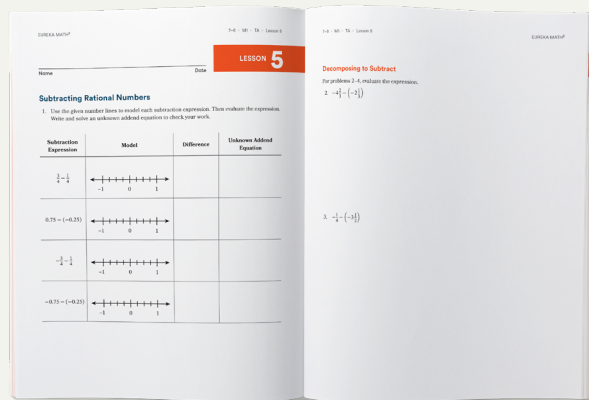 EUREKA MATH²
7–8 · M1 · TA · Lesson 5
LESSON 5
Name
Date
Subtracting Rational Numbers
1. Use the given number lines to model each subtraction expression. Then evaluate the expression.
Write and solve an unknown addend equation to check your work.
Subtraction Expression
Model
Difference
Unknown Addend Equation
3/4 − 1/4
−1 0 1
0.75 − (−0.25)
−1 0 1
−3/4 − 1/4
−1 0 1
−0.75 − (−0.25)
−1 0 1
7–8 · M1 · TA · Lesson 5
EUREKA MATH²
Decomposing to Subtract
For problems 2–4, evaluate the expression.
2.
3.